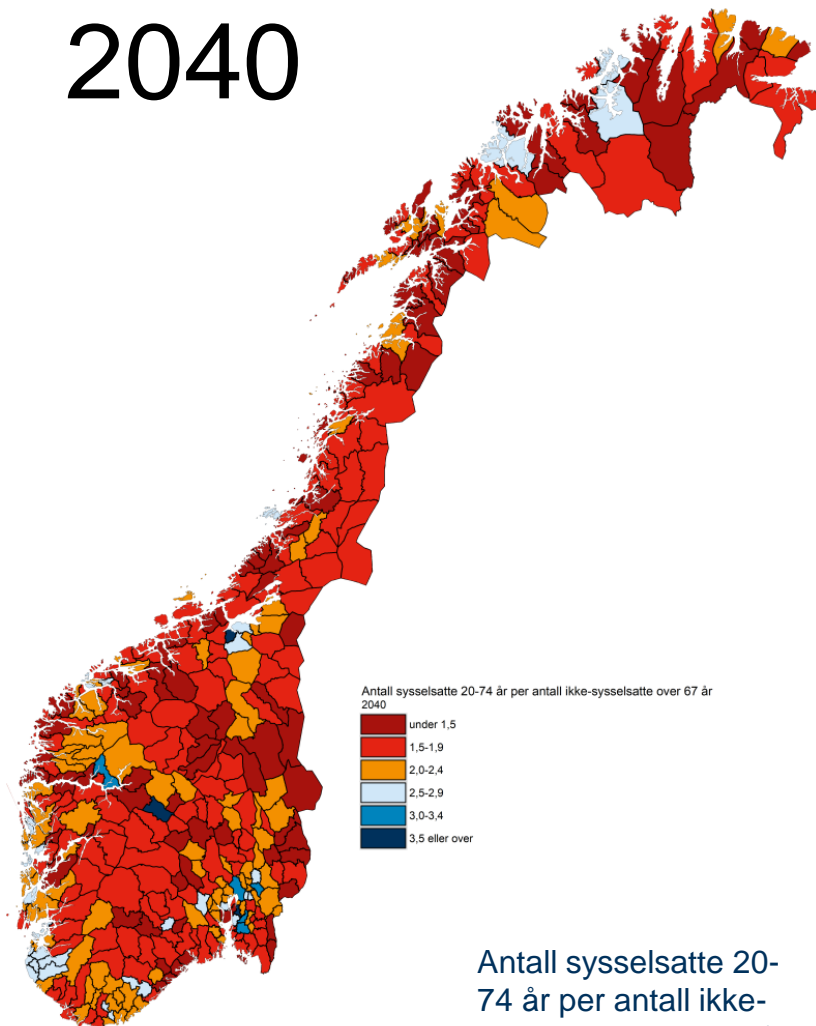 2040
Antall sysselsatte 20-74 år per antall ikke-sysselsatte over 67 år
2040
under 1,5
1,5-1,9
2,0-2,4
2,5-2,9
3,0-3,4
3,5 eller over
Antall sysselsatte 20-
74 år per antall ikke-